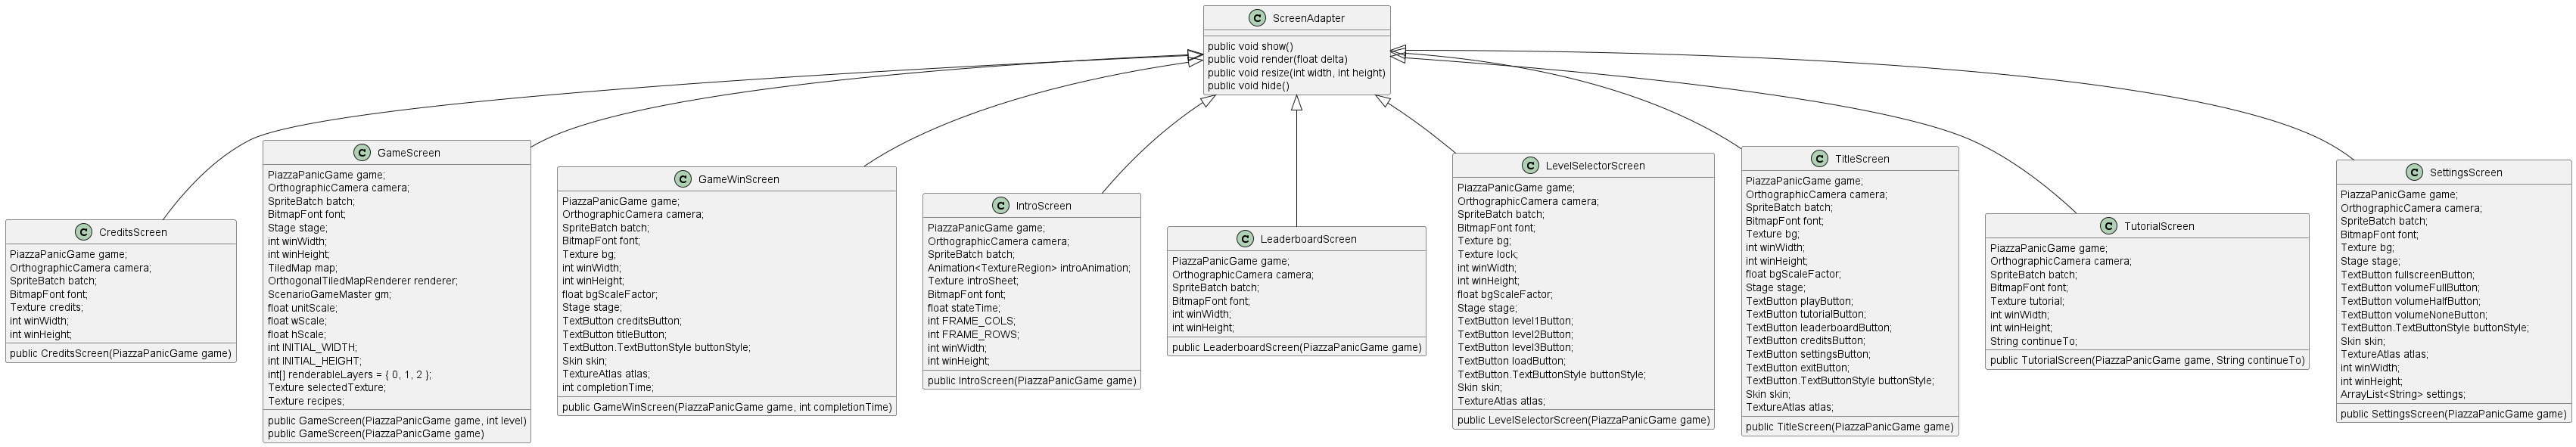 C ScreenAdapter
public void show()
public void render(float delta)
public void resize(int width, int height)
public void hide()
C CreditsScreen
PiazzaPanicGame game;
OrthographicCamera camera;
SpriteBatch batch;
BitmapFont font;
Texture credits;
int winWidth;
int winHeight;
public CreditsScreen(PiazzaPanicGame game)
C GameScreen
PiazzaPanicGame game;
OrthographicCamera camera;
SpriteBatch batch;
BitmapFont font;
Stage stage;
int winWidth;
int winHeight;
TiledMap map;
OrthogonalTiledMapRenderer renderer;
ScenarioGameMaster gm;
float unitScale;
float wScale;
float hScale;
int INITIAL_WIDTH;
int INITIAL_HEIGHT;
int[] renderableLayers = { 0, 1, 2 };
Texture selectedTexture;
Texture recipes;
public GameScreen(PiazzaPanicGame game, int level)
public GameScreen(PiazzaPanicGame game)
C GameWinScreen
PiazzaPanicGame game;
OrthographicCamera camera;
SpriteBatch batch;
BitmapFont font;
Texture bg;
int winWidth;
int winHeight;
float bgScaleFactor;
Stage stage;
TextButton creditsButton;
TextButton titleButton;
TextButton.TextButtonStyle buttonStyle;
Skin skin;
TextureAtlas atlas;
int completionTime;
public GameWinScreen(PiazzaPanicGame game, int completionTime)
C IntroScreen
PiazzaPanicGame game;
OrthographicCamera camera;
SpriteBatch batch;
Animation<TextureRegion> introAnimation;
Texture introSheet;
BitmapFont font;
float stateTime;
int FRAME_COLS;
int FRAME_ROWS;
int winWidth;
int winHeight;
public IntroScreen(PiazzaPanicGame game)
C LeaderboardScreen
PiazzaPanicGame game;
OrthographicCamera camera;
SpriteBatch batch;
BitmapFont font;
int winWidth;
int winHeight;
public LeaderboardScreen(PiazzaPanicGame game)
C LevelSelectorScreen
PiazzaPanicGame game;
OrthographicCamera camera;
SpriteBatch batch;
BitmapFont font;
Texture bg;
Texture lock;
int winWidth;
int winHeight;
float bgScaleFactor;
Stage stage;
TextButton level1Button;
TextButton level2Button;
TextButton level3Button;
TextButton loadButton;
TextButton.TextButtonStyle buttonStyle;
Skin skin;
TextureAtlas atlas;
public LevelSelectorScreen(PiazzaPanicGame game)
C TitleScreen
PiazzaPanicGame game;
OrthographicCamera camera;
SpriteBatch batch;
BitmapFont font;
Texture bg;
int winWidth;
int winHeight;
float bgScaleFactor;
Stage stage;
TextButton playButton;
TextButton tutorialButton;
TextButton leaderboardButton;
TextButton creditsButton;
TextButton settingsButton;
TextButton exitButton;
TextButton.TextButtonStyle buttonStyle;
Skin skin;
TextureAtlas atlas;
public TitleScreen(PiazzaPanicGame game)
C TutorialScreen
PiazzaPanicGame game;
OrthographicCamera camera;
SpriteBatch batch;
BitmapFont font;
Texture tutorial;
int winWidth;
int winHeight;
String continueTo;
public TutorialScreen(PiazzaPanicGame game, String continueTo)
C SettingsScreen
PiazzaPanicGame game;
OrthographicCamera camera;
SpriteBatch batch;
BitmapFont font;
Texture bg;
Stage stage;
TextButton fullscreenButton;
TextButton volumeFullButton;
TextButton volumeHalfButton;
TextButton volumeNoneButton;
TextButton.TextButtonStyle buttonStyle;
Skin skin;
TextureAtlas atlas;
int winWidth;
int winHeight;
ArrayList<String> settings;
public SettingsScreen(PiazzaPanicGame game)